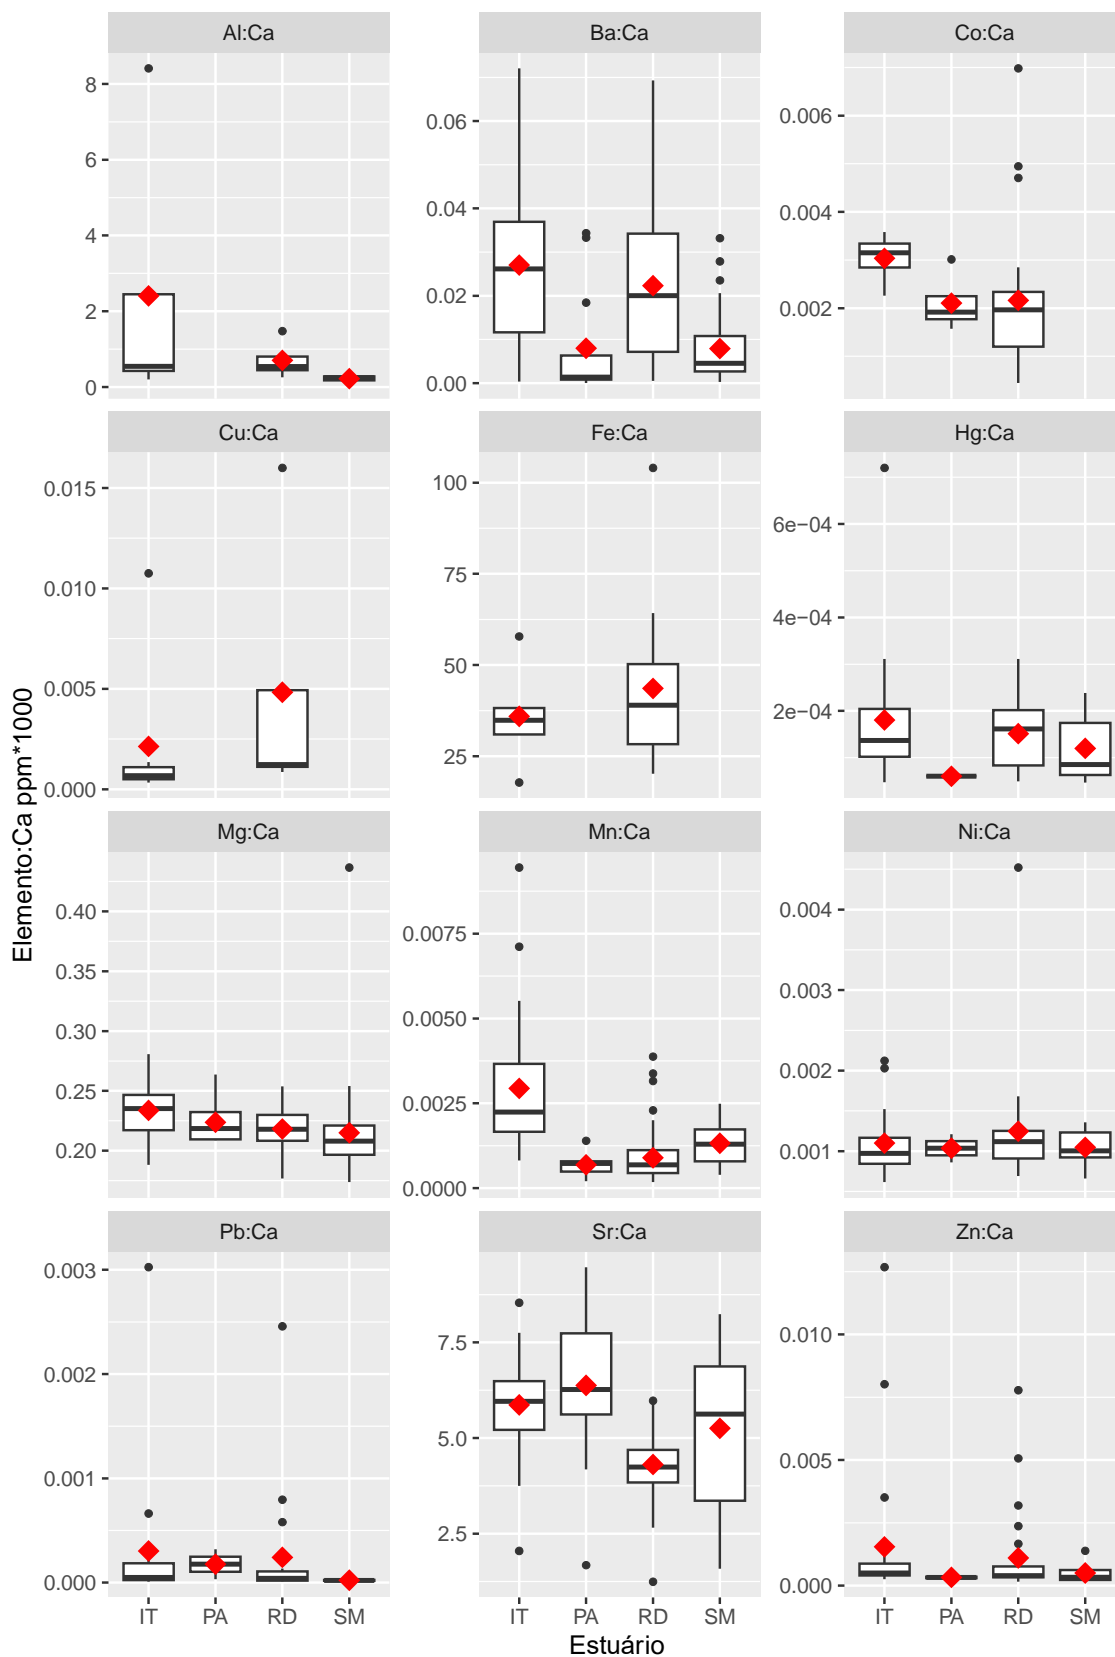 Al:Ca
Ba:Ca
Co:Ca
8
6
4
2
0
0.06
0.04
0.02
0.00
0.006
0.004
0.002
Cu:Ca
Fe:Ca
Hg:Ca
0.015
0.010
0.005
0.000
100
75
50
25
6e−04
4e−04
2e−04
Mg:Ca
Mn:Ca
Ni:Ca
0.40
0.35
0.30
0.25
0.20
0.0075
0.0050
0.0025
0.0000
0.004
0.003
0.002
0.001
Pb:Ca
Sr:Ca
Zn:Ca
0.003
0.002
0.001
0.000
7.5
5.0
2.5
0.010
0.005
0.000
IT PA RD SM
IT PA RD SM
IT PA RD SM
Estuário
Elemento:Ca ppm*1000